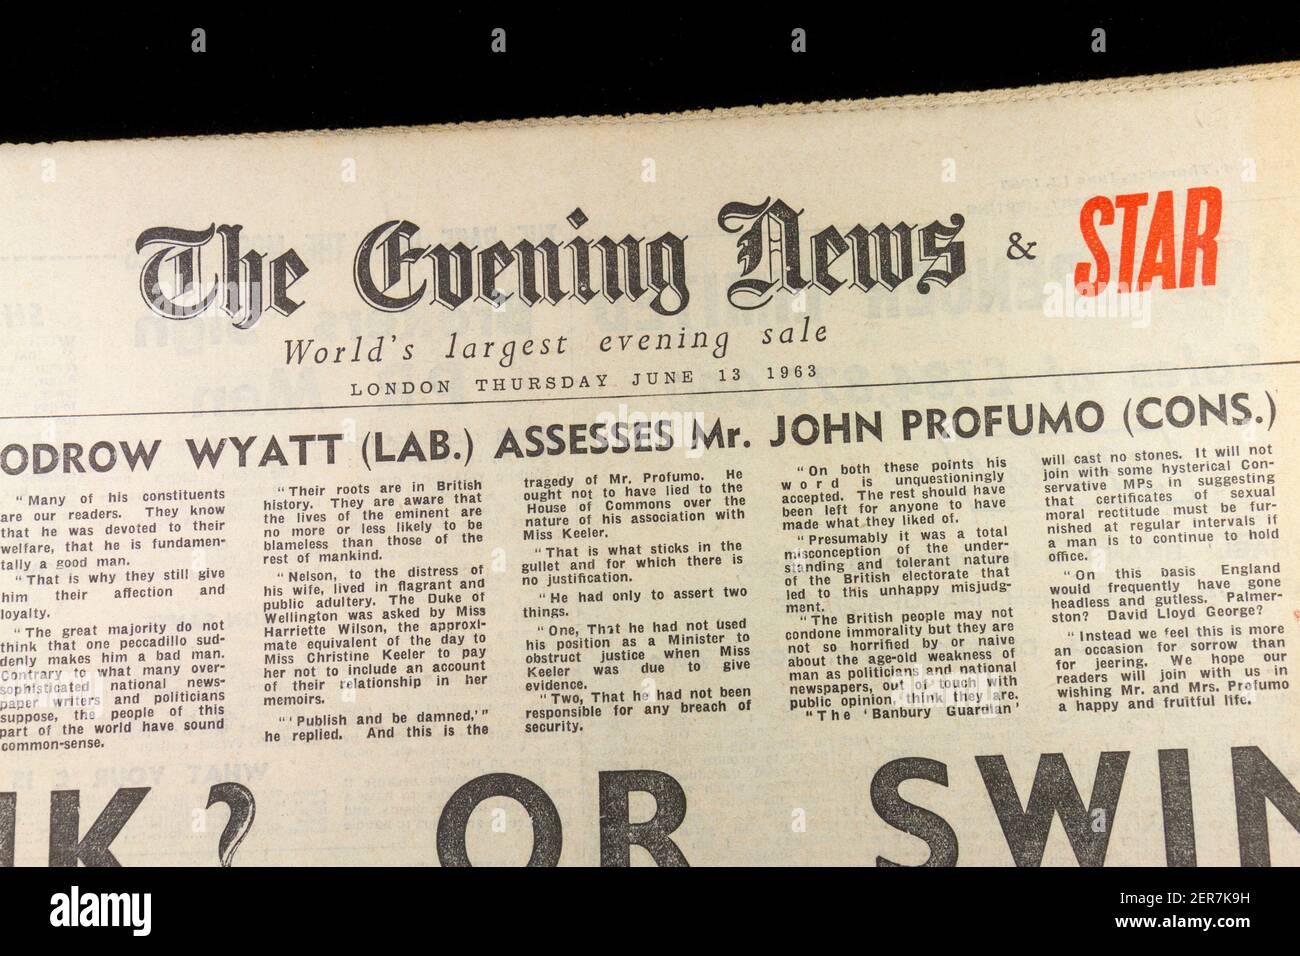 The Evening News & STAR
World's largest evening sale
LONDON THURSDAY JUNE 13 1963
ODROW WYATT (LAB.) ASSESSES Mr. JOHN PROFUMO (CONS.)
"Many of his constituents
are our readers. They know
that he was devoted to their
welfare, that he is fundamen-
tally a good man.
"That is why they still give
him their affection and
loyalty.
"The great majority do not
think that one peccadillo sud-
denly makes him a bad man.
Contrary to what many over-
sophisticated national news-
paper writers and politicians
suppose, the people of this
part of the world have sound
common-sense.
"Their roots are in British
history. They are aware that
the lives of the eminent are
no more or less likely to be
blameless than those of the
rest of mankind.
"Nelson, to the distress of
his wife, lived in flagrant and
public adultery. The Duke of
Wellington was asked by Miss
Harriette Wilson, the approxi-
mate equivalent of the day to
Miss Christine Keeler to pay
her not to include an account
of their relationship in her
memoirs.
"'Publish and be damned,'"
he replied. And this is the
tragedy of Mr. Profumo. He
ought not to have lied to the
House of Commons over the
nature of his association with
Miss Keeler.
"That is what sticks in the
gullet and for which there is
no justification.
"He had only to assert two
things.
"One, That he had not used
his position as a Minister to
obstruct justice when Miss
Keeler was due to give
evidence.
"Two, That he had not been
responsible for any breach of
security.
"On both these points his
word is unquestioningly
accepted. The rest should have
been left for anyone to have
made what they liked of.
"Presumably it was a total
misconception of the under-
standing and tolerant nature
of the British electorate that
led to this unhappy misjudg-
ment.
"The British people may not
condone immorality but they are
not so horrified by or naive
about the age-old weakness of
man as politicians and national
newspapers, out of touch with
public opinion, think they are.
"The 'Banbury Guardian'
will cast no stones. It will not
join with some hysterical Con-
servative MPs in suggesting
that certificates of sexual
moral rectitude must be fur-
nished at regular intervals if
a man is to continue to hold
office.
"On this basis England
would frequently have gone
headless and gutless. Palmer-
ston? David Lloyd George?
"Instead we feel this is more
an occasion for sorrow than
for jeering. We hope our
readers will join with us in
wishing Mr. and Mrs. Profumo
a happy and fruitful life.
NK? OR SWIN
alamy
Image ID: 2ER7K9H
www.alamy.com